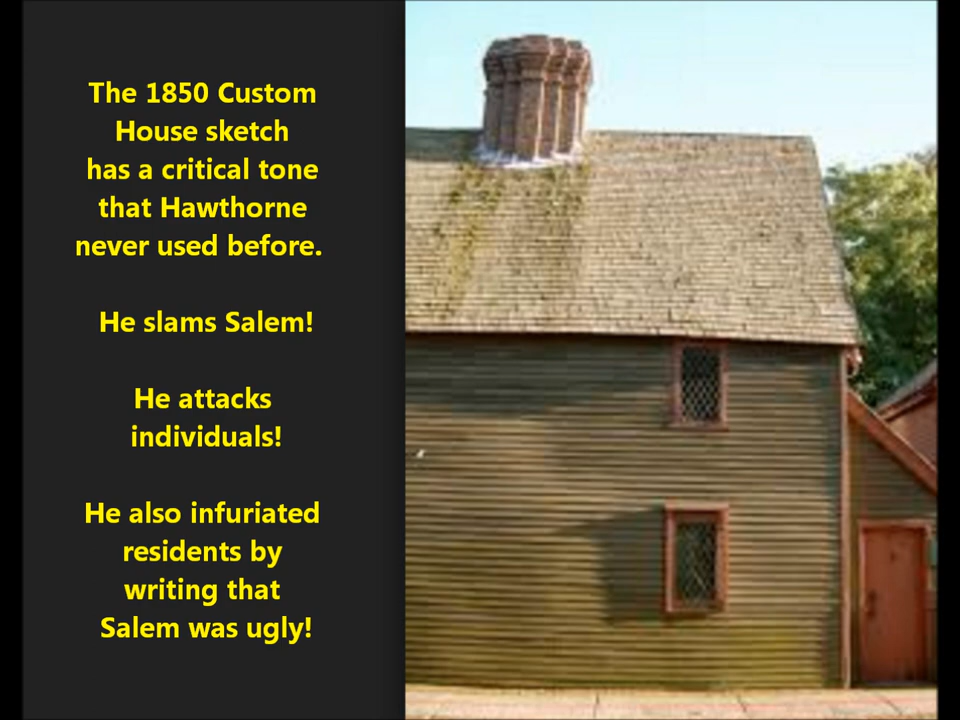 The 1850 Custom
House sketch
has a critical tone
that Hawthorne
never used before.
He slams Salem!
He attacks
individuals!
He also infuriated
residents by
writing that
Salem was ugly!